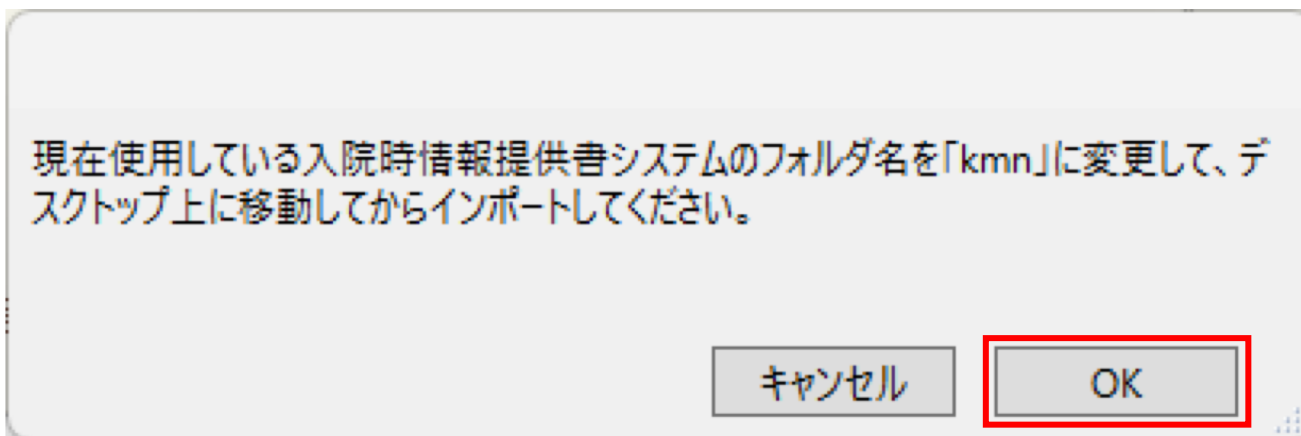 現在使用している入院時情報提供書システムのフォルダ名を「kmn」に変更して、デ
スクトップ上に移動してからインポートしてください。
キャンセル
OK